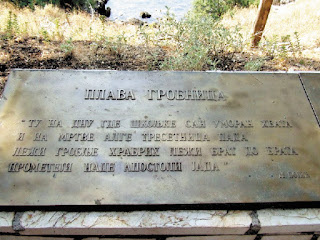 ПЛАВА ГРОБНИЦА
"ТУ НА ДНУ ГДЕ ШКОЉКЕ САН УМОРАН ХВАТА
И НА МРТВЕ АЛГЕ ТРЕСЕТНИЦА ПАДА
ЛЕЖИ ГРОБЉЕ ХРАБРИХ ЛЕЖИ БРАТ ДО БРАТА
ПРОМЕТЕЈИ НАДЕ АПОСТОЛИ ЈАДА"